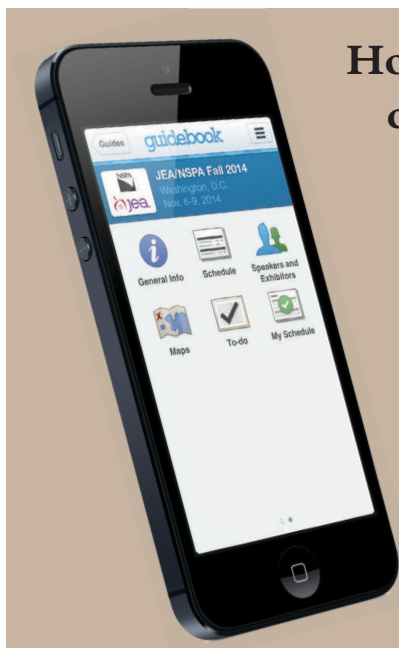 Ho
Guides guidebook
NSPA
jea
JEA/NSPA Fall 2014
Washington, D.C.
Nov. 6-9, 2014
General Info Schedule Speakers and
Exhibitors
Maps To-do My Schedule